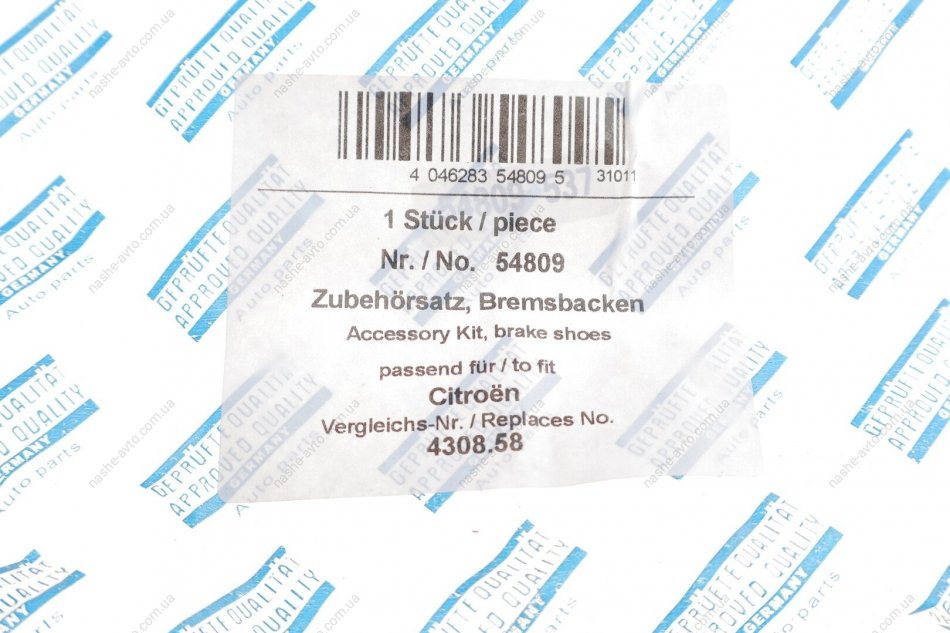 4 046283 54809 5 31011
1 Stück / piece
Nr. / No. 54809
Zubehörsatz, Bremsbacken
Accessory Kit, brake shoes
passend für / to fit
Citroën
Vergleichs-Nr. / Replaces No.
4308.58
GEPRÜFTE QUALITÄT
APPROVED QUALITY
GERMANY
Auto parts
nashe-avto.com.ua